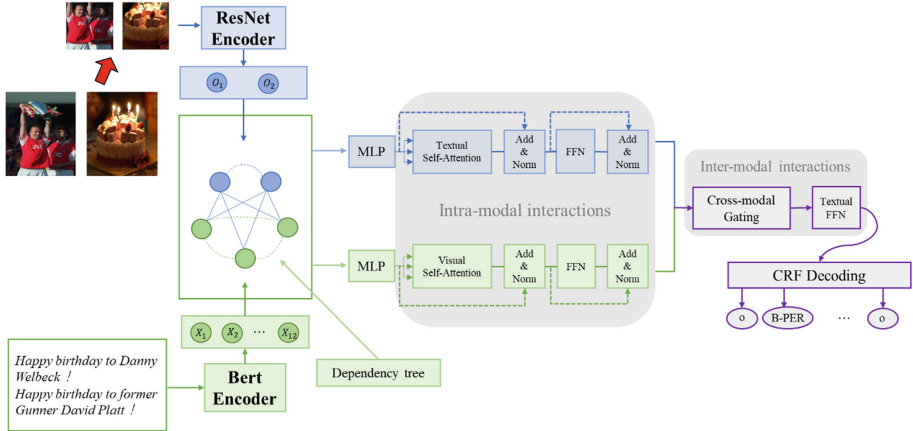 ResNet
Encoder
O1 O2
MLP
Textual
Self-Attention
Add
&
Norm
FFN
Add
&
Norm
Intra-modal interactions
Inter-modal interactions
Cross-modal
Gating
Textual
FFN
MLP
Visual
Self-Attention
Add
&
Norm
FFN
Add
&
Norm
CRF Decoding
o B-PER ... o
X1 X2 ... X12
Happy birthday to Danny
Welbeck !
Happy birthday to former
Gunner David Platt !
Bert
Encoder
Dependency tree
JVC